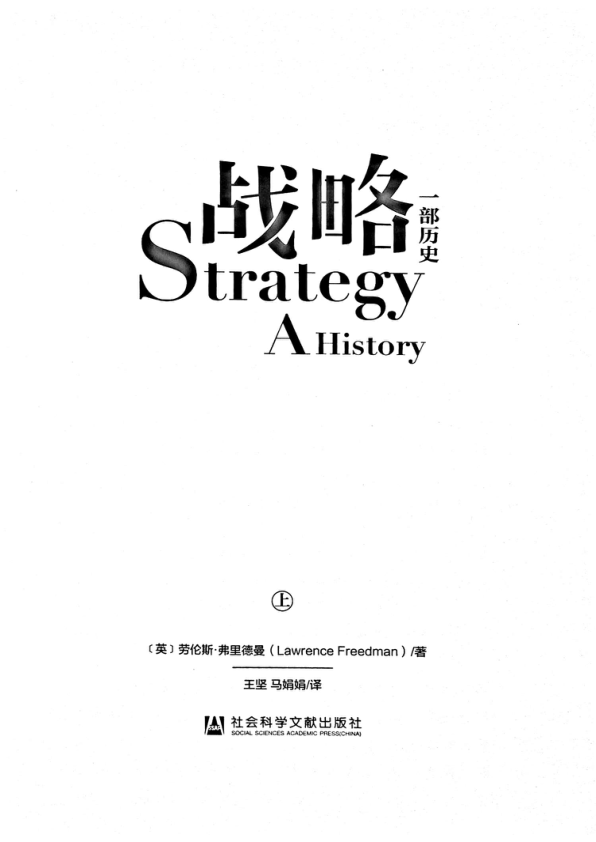 战略
一部历史
Strategy
A History
上
〔英〕劳伦斯·弗里德曼（Lawrence Freedman）/著
王坚 马娟娟/译
社会科学文献出版社
SOCIAL SCIENCES ACADEMIC PRESS(CHINA)